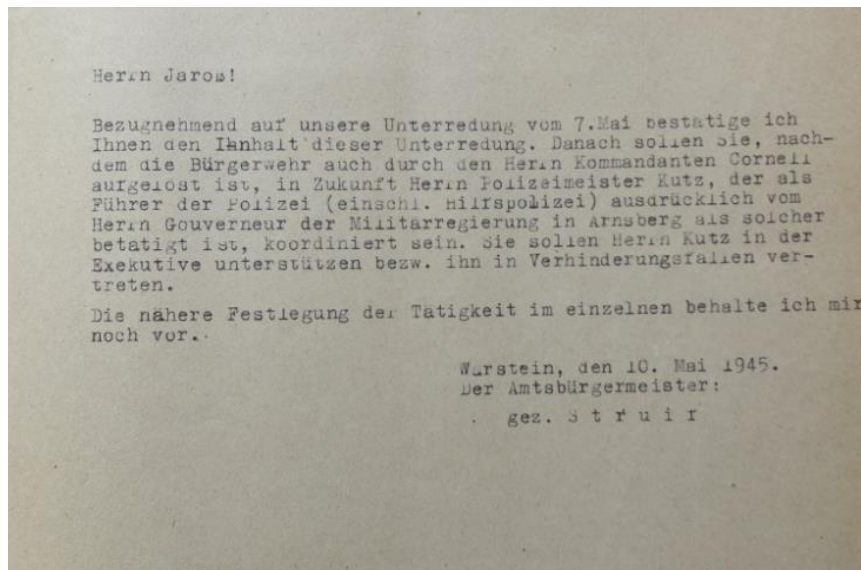 Herrn Jarosz!
Bezugnehmend auf unsere Unterredung vom 7.Mai bestätige ich
Ihnen den Ihnhalt dieser Unterredung. Danach sollen Sie, nach-
dem die Bürgerwehr auch durch den Herrn Kommandanten Cornell
aufgelöst ist, in Zukunft Herrn Polizeimeister Kutz, der als
Führer der Polizei (einschl. Hilfspolizei) ausdrücklich vom
Herrn Gouverneur der Militärregierung in Arnsberg als solcher
betätigt ist, koordiniert sein. Sie sollen Herrn Kutz in der
Exekutive unterstützen bezw. ihn in Verhinderungsfällen ver-
treten.
Die nähere Festlegung der Tätigkeit im einzelnen behalte ich mir
noch vor.
Warstein, den 10. Mai 1945.
Der Amtsbürgermeister:
gez. S t r u i f